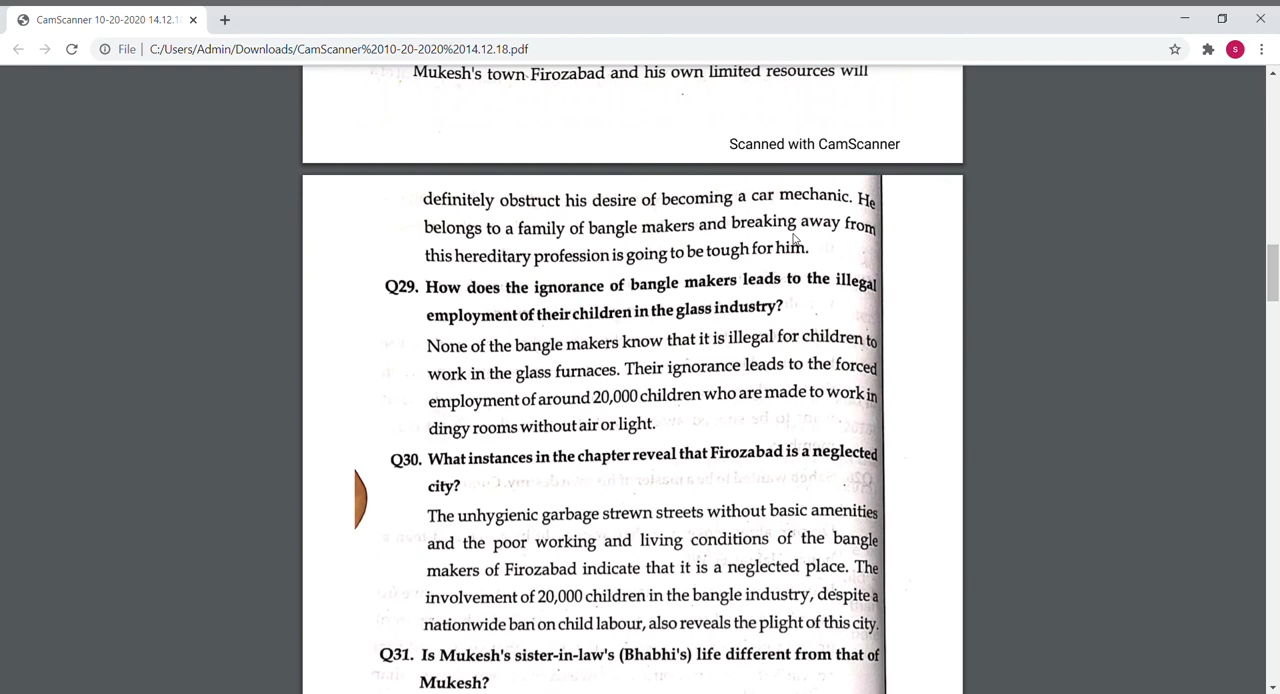 CamScanner 10-20-2020 14.12.1
File
C:/Users/Admin/Downloads/CamScanner%2010-20-2020%2014.12.18.pdf
s
Mukesh's town Firozabad and his own limited resources will
Scanned with CamScanner
definitely obstruct his desire of becoming a car mechanic. He
belongs to a family of bangle makers and breaking away from
this hereditary profession is going to be tough for him.
Q29. How does the ignorance of bangle makers leads to the illegal
employment of their children in the glass industry?
None of the bangle makers know that it is illegal for children to
work in the glass furnaces. Their ignorance leads to the forced
employment of around 20,000 children who are made to work in
dingy rooms without air or light.
Q30. What instances in the chapter reveal that Firozabad is a neglected
city?
The unhygienic garbage strewn streets without basic amenities
and the poor working and living conditions of the bangle
makers of Firozabad indicate that it is a neglected place. The
involvement of 20,000 children in the bangle industry, despite a
nationwide ban on child labour, also reveals the plight of this city.
Q31. Is Mukesh's sister-in-law's (Bhabhi's) life different from that of
Mukesh?